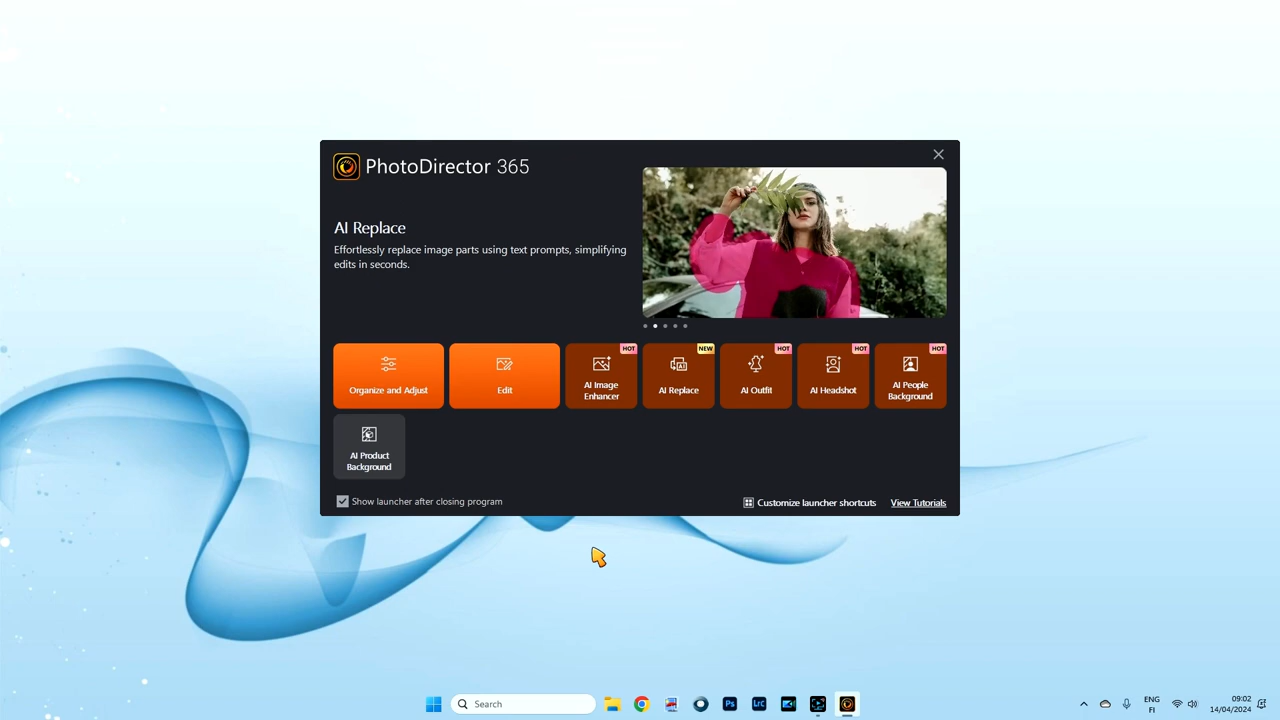 PhotoDirector 365
AI Replace
Effortlessly replace image parts using text prompts, simplifying
edits in seconds.
Organize and Adjust
Edit
HOT
AI Image
Enhancer
NEW
AI Replace
HOT
AI Outfit
HOT
AI Headshot
HOT
AI People
Background
AI Product
Background
Show launcher after closing program
Customize launcher shortcuts
View Tutorials
Search
Ps
LrC
ENG
FI
09:02
14/04/2024